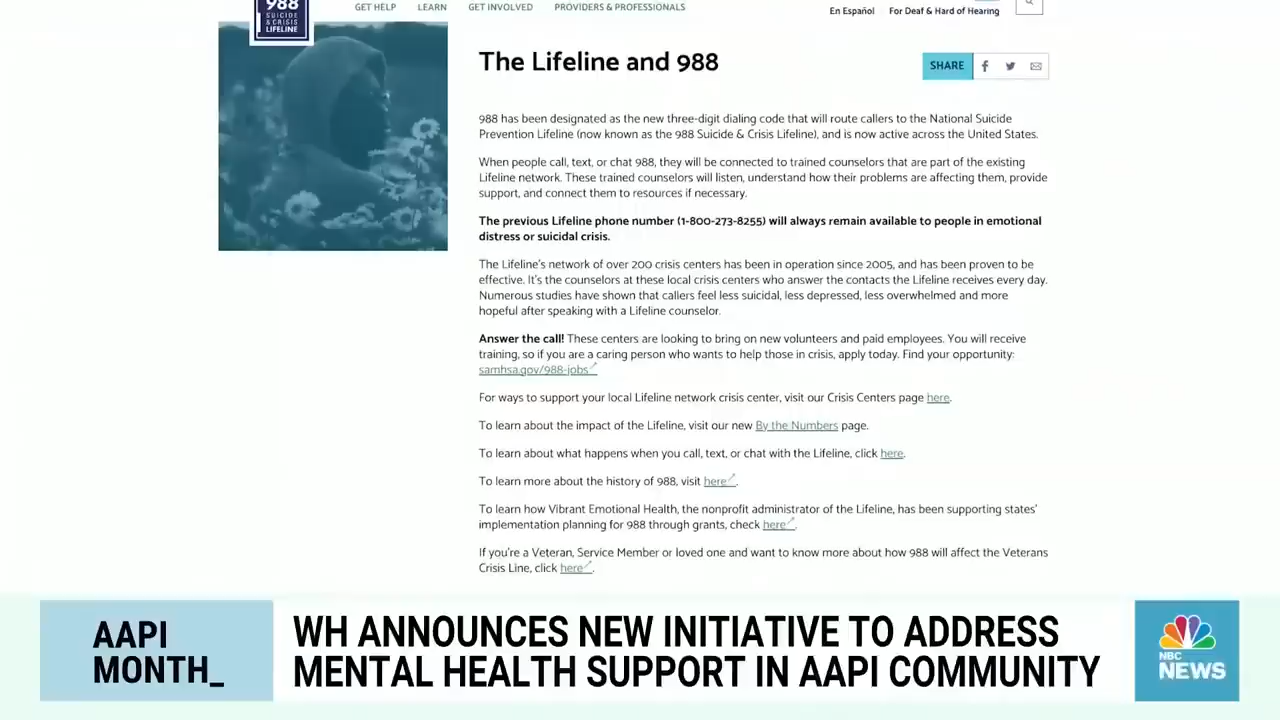 988
SUICIDE
& CRISIS
LIFELINE
GET HELP LEARN GET INVOLVED PROVIDERS & PROFESSIONALS
En Español For Deaf & Hard of Hearing
The Lifeline and 988
SHARE
988 has been designated as the new three-digit dialing code that will route callers to the National Suicide
Prevention Lifeline (now known as the 988 Suicide & Crisis Lifeline), and is now active across the United States.
When people call, text, or chat 988, they will be connected to trained counselors that are part of the existing
Lifeline network. These trained counselors will listen, understand how their problems are affecting them, provide
support, and connect them to resources if necessary.
The previous Lifeline phone number (1-800-273-8255) will always remain available to people in emotional
distress or suicidal crisis.
The Lifeline's network of over 200 crisis centers has been in operation since 2005, and has been proven to be
effective. It's the counselors at these local crisis centers who answer the contacts the Lifeline receives every day.
Numerous studies have shown that callers feel less suicidal, less depressed, less overwhelmed and more
hopeful after speaking with a Lifeline counselor.
Answer the call! These centers are looking to bring on new volunteers and paid employees. You will receive
training, so if you are a caring person who wants to help those in crisis, apply today. Find your opportunity:
samhsa.gov/988-jobs
For ways to support your local Lifeline network crisis center, visit our Crisis Centers page here.
To learn about the impact of the Lifeline, visit our new By the Numbers page.
To learn about what happens when you call, text, or chat with the Lifeline, click here.
To learn more about the history of 988, visit here.
To learn how Vibrant Emotional Health, the nonprofit administrator of the Lifeline, has been supporting states'
implementation planning for 988 through grants, check here.
If you're a Veteran, Service Member or loved one and want to know more about how 988 will affect the Veterans
Crisis Line, click here.
AAPI
MONTH_
WH ANNOUNCES NEW INITIATIVE TO ADDRESS
MENTAL HEALTH SUPPORT IN AAPI COMMUNITY
NBC
NEWS